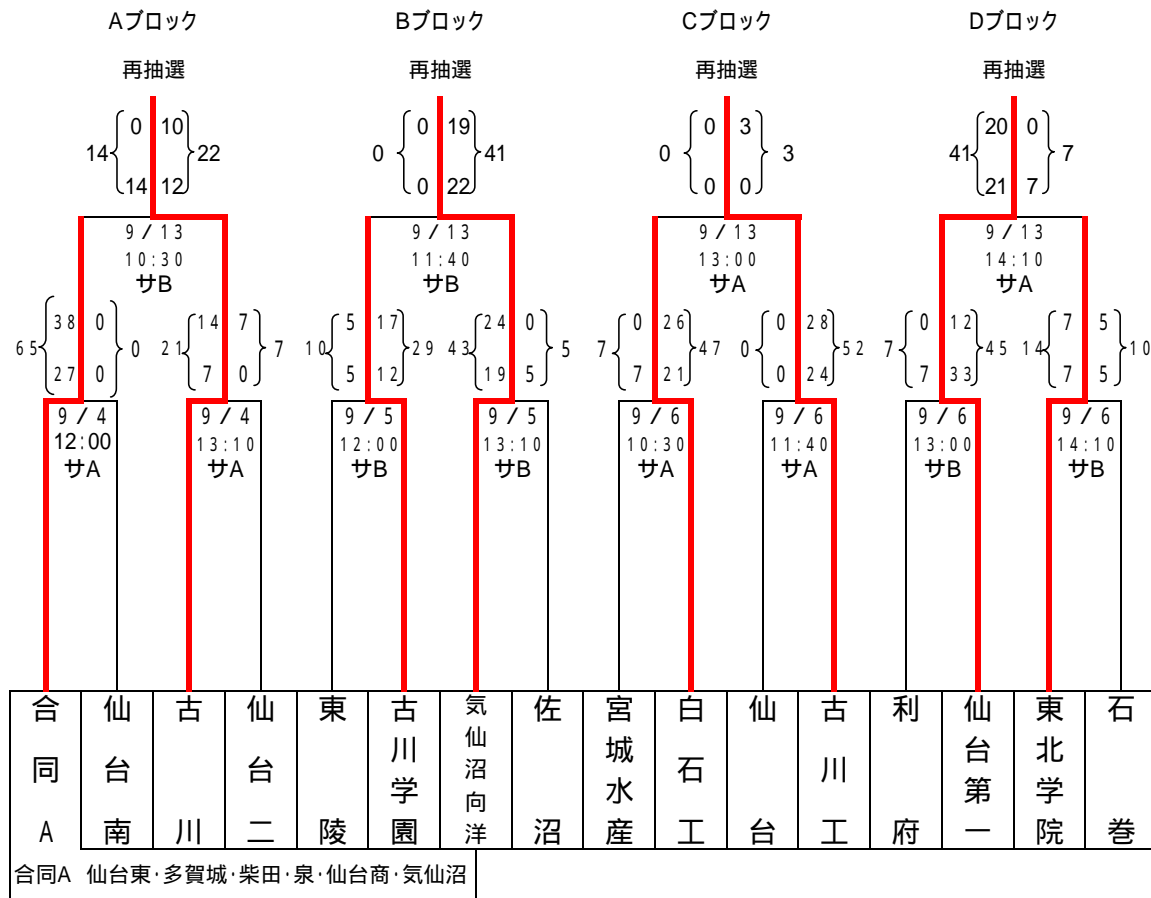 Aブロック Bブロック Cブロック Dブロック
再抽選 再抽選 再抽選 再抽選
0 10 0 19 0 3 20 0
14 22 0 41 0 3 41 7
14 12 0 22 0 0 21 7
9/13 9/13 9/13 9/13
10:30 11:40 13:00 14:10
サB サB サA サA
38 0 14 7 5 17 24 0 0 26 0 28 0 12 7 5
65 0 21 7 10 29 43 5 7 47 0 52 7 45 14 10
27 0 7 0 5 12 19 5 7 21 0 24 7 33 7 5
9/4 9/4 9/5 9/5 9/6 9/6 9/6 9/6
12:00 13:10 12:00 13:10 10:30 11:40 13:00 14:10
サA サA サB サB サA サA サB サB
合同A
仙台南
古川
仙台二
東陵
古川学園
気仙沼向洋
佐沼
宮城水産
白石工
仙台
古川工
利府
仙台第一
東北学院
石巻
合同A 仙台東·多賀城·柴田·泉·仙台商·気仙沼